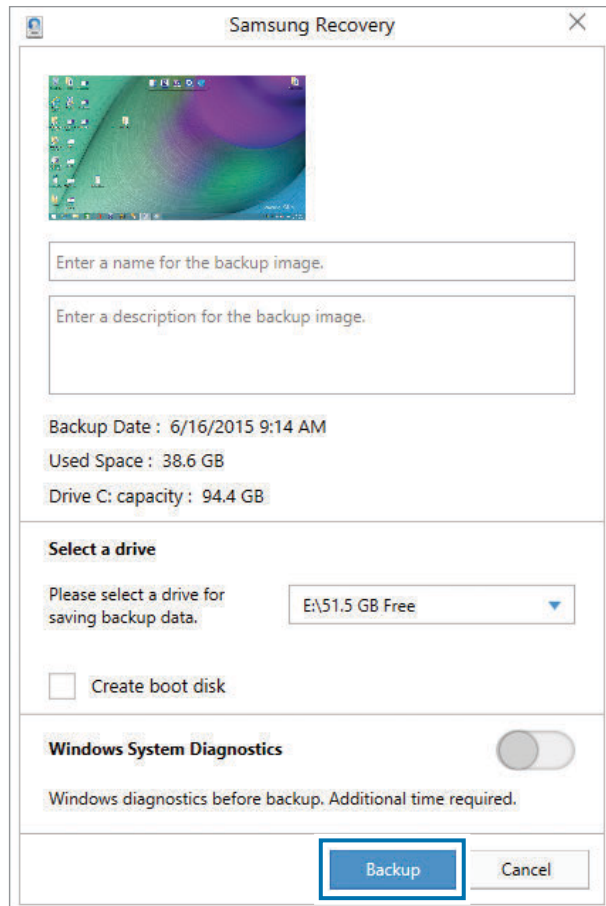 Samsung Recovery
Enter a name for the backup image.
Enter a description for the backup image.
Backup Date : 6/16/2015 9:14 AM
Used Space : 38.6 GB
Drive C: capacity : 94.4 GB
Select a drive
Please select a drive for
saving backup data.
E:\51.5 GB Free
Create boot disk
Windows System Diagnostics
Windows diagnostics before backup. Additional time required.
Backup
Cancel